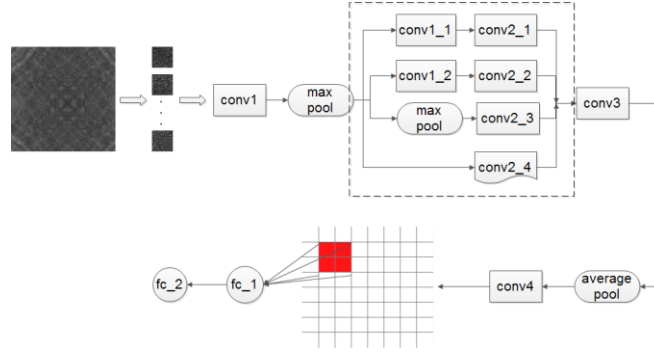 conv1_1
conv2_1
conv1_2
conv2_2
conv1
max
pool
conv3
max
pool
conv2_3
conv2_4
fc_2
fc_1
conv4
average
pool